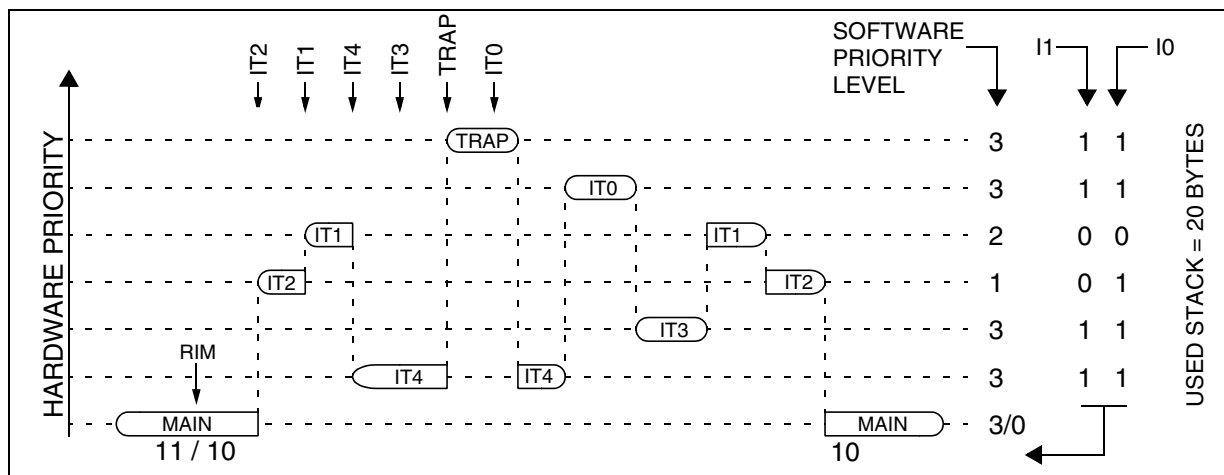 IT2
IT1
IT4
IT3
TRAP
IT0
SOFTWARE
PRIORITY
LEVEL
I1
I0
HARDWARE PRIORITY
TRAP
3
1 1
IT0
3
1 1
IT1
IT1
2
0 0
IT2
IT2
1
0 1
IT3
3
1 1
RIM
IT4
IT4
3
1 1
MAIN
MAIN
3/0
11 / 10
10
USED STACK = 20 BYTES